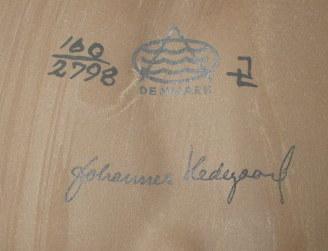 160
2798
DENMARK
Johannes Hedegaard